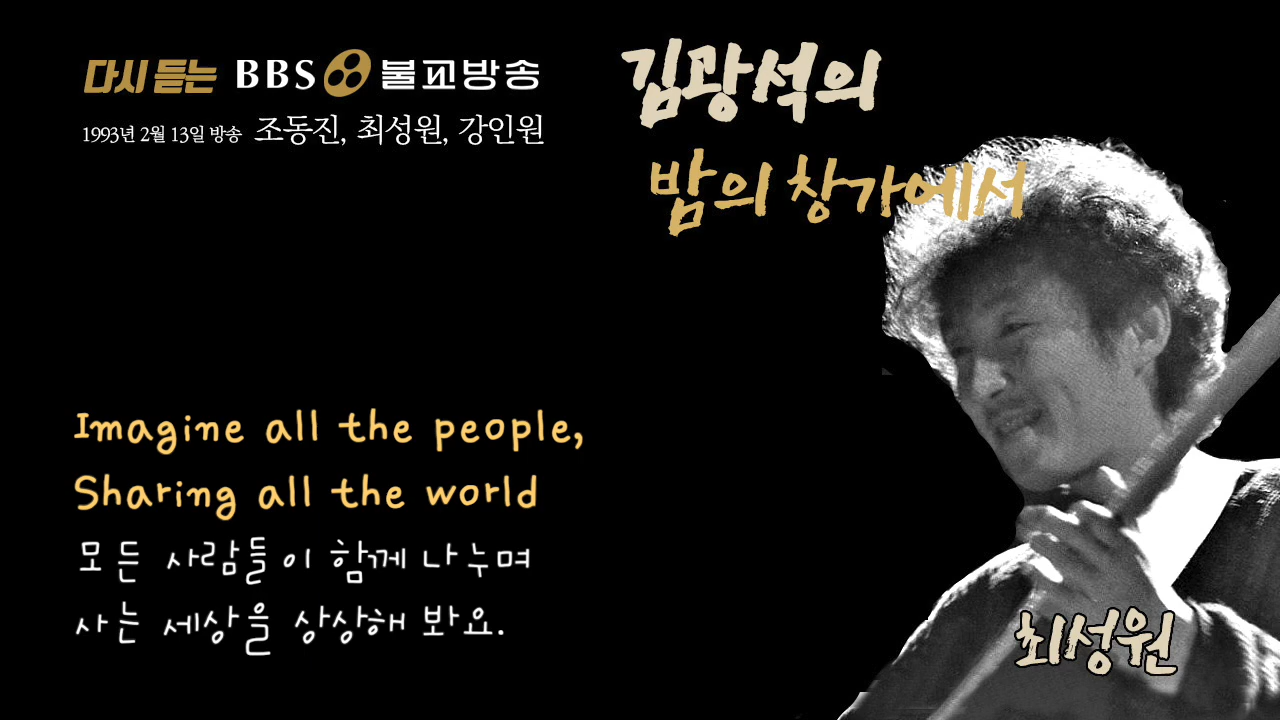 다시 듣는 BBS 불교방송
1993년 2월 13일 방송 조동진, 최성원, 강인원
김광석의
밤의 창가에서
Imagine all the people,
Sharing all the world
모든 사람들이 함께 나누며
사는 세상을 상상해 봐요.
최성원